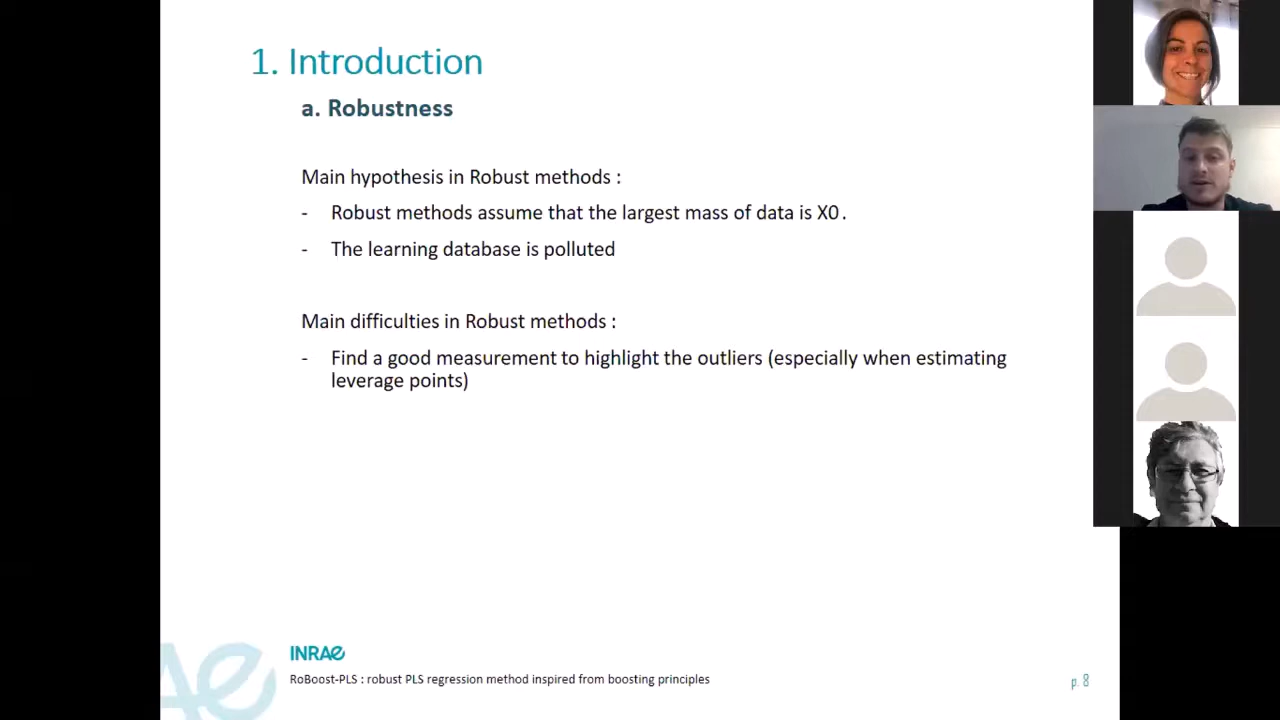 1. Introduction
a. Robustness
Main hypothesis in Robust methods :
- Robust methods assume that the largest mass of data is X0.
- The learning database is polluted
Main difficulties in Robust methods :
- Find a good measurement to highlight the outliers (especially when estimating
leverage points)
INRAE
RoBoost-PLS : robust PLS regression method inspired from boosting principles
p. 8